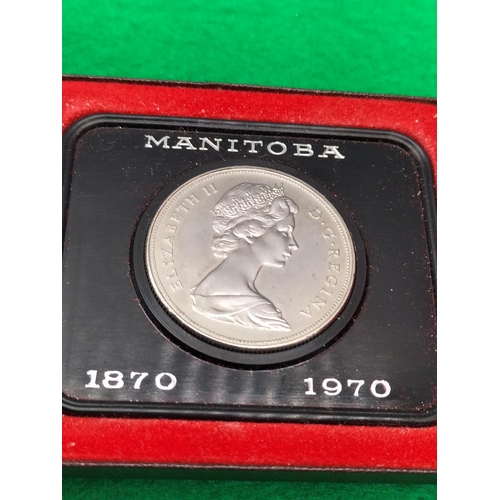 MANITOBA
ELIZABETH II D·G·REGINA
1870 1970